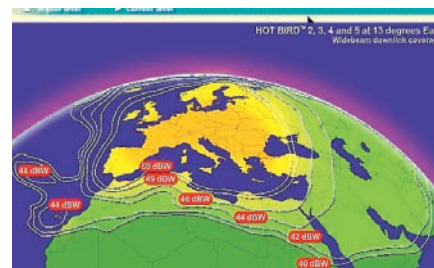 HOT BIRD™ 2, 3, 4 and 5 at 13 degrees Ea
Widebeam downlink covera
50 dBW
49 dBW
44 dBW
46 dBW
44 dBW
44 dBW
42 dBW
40 dBW